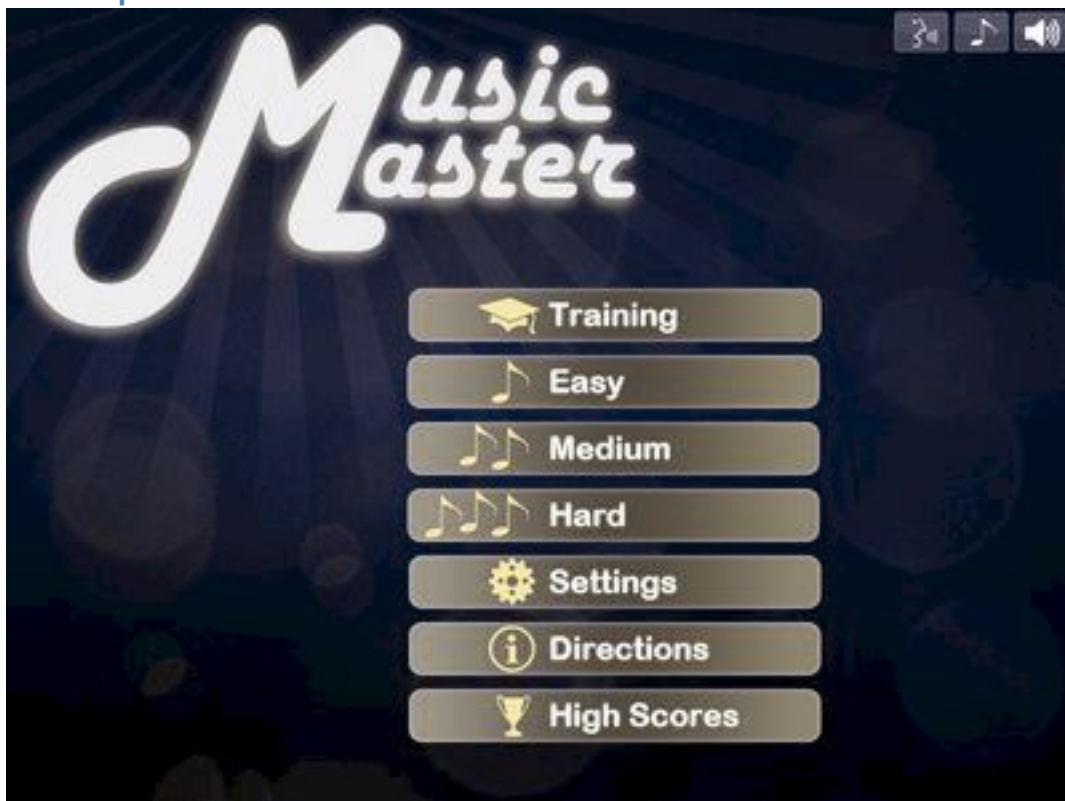 Music
Master
Training
Easy
Medium
Hard
Settings
Directions
High Scores